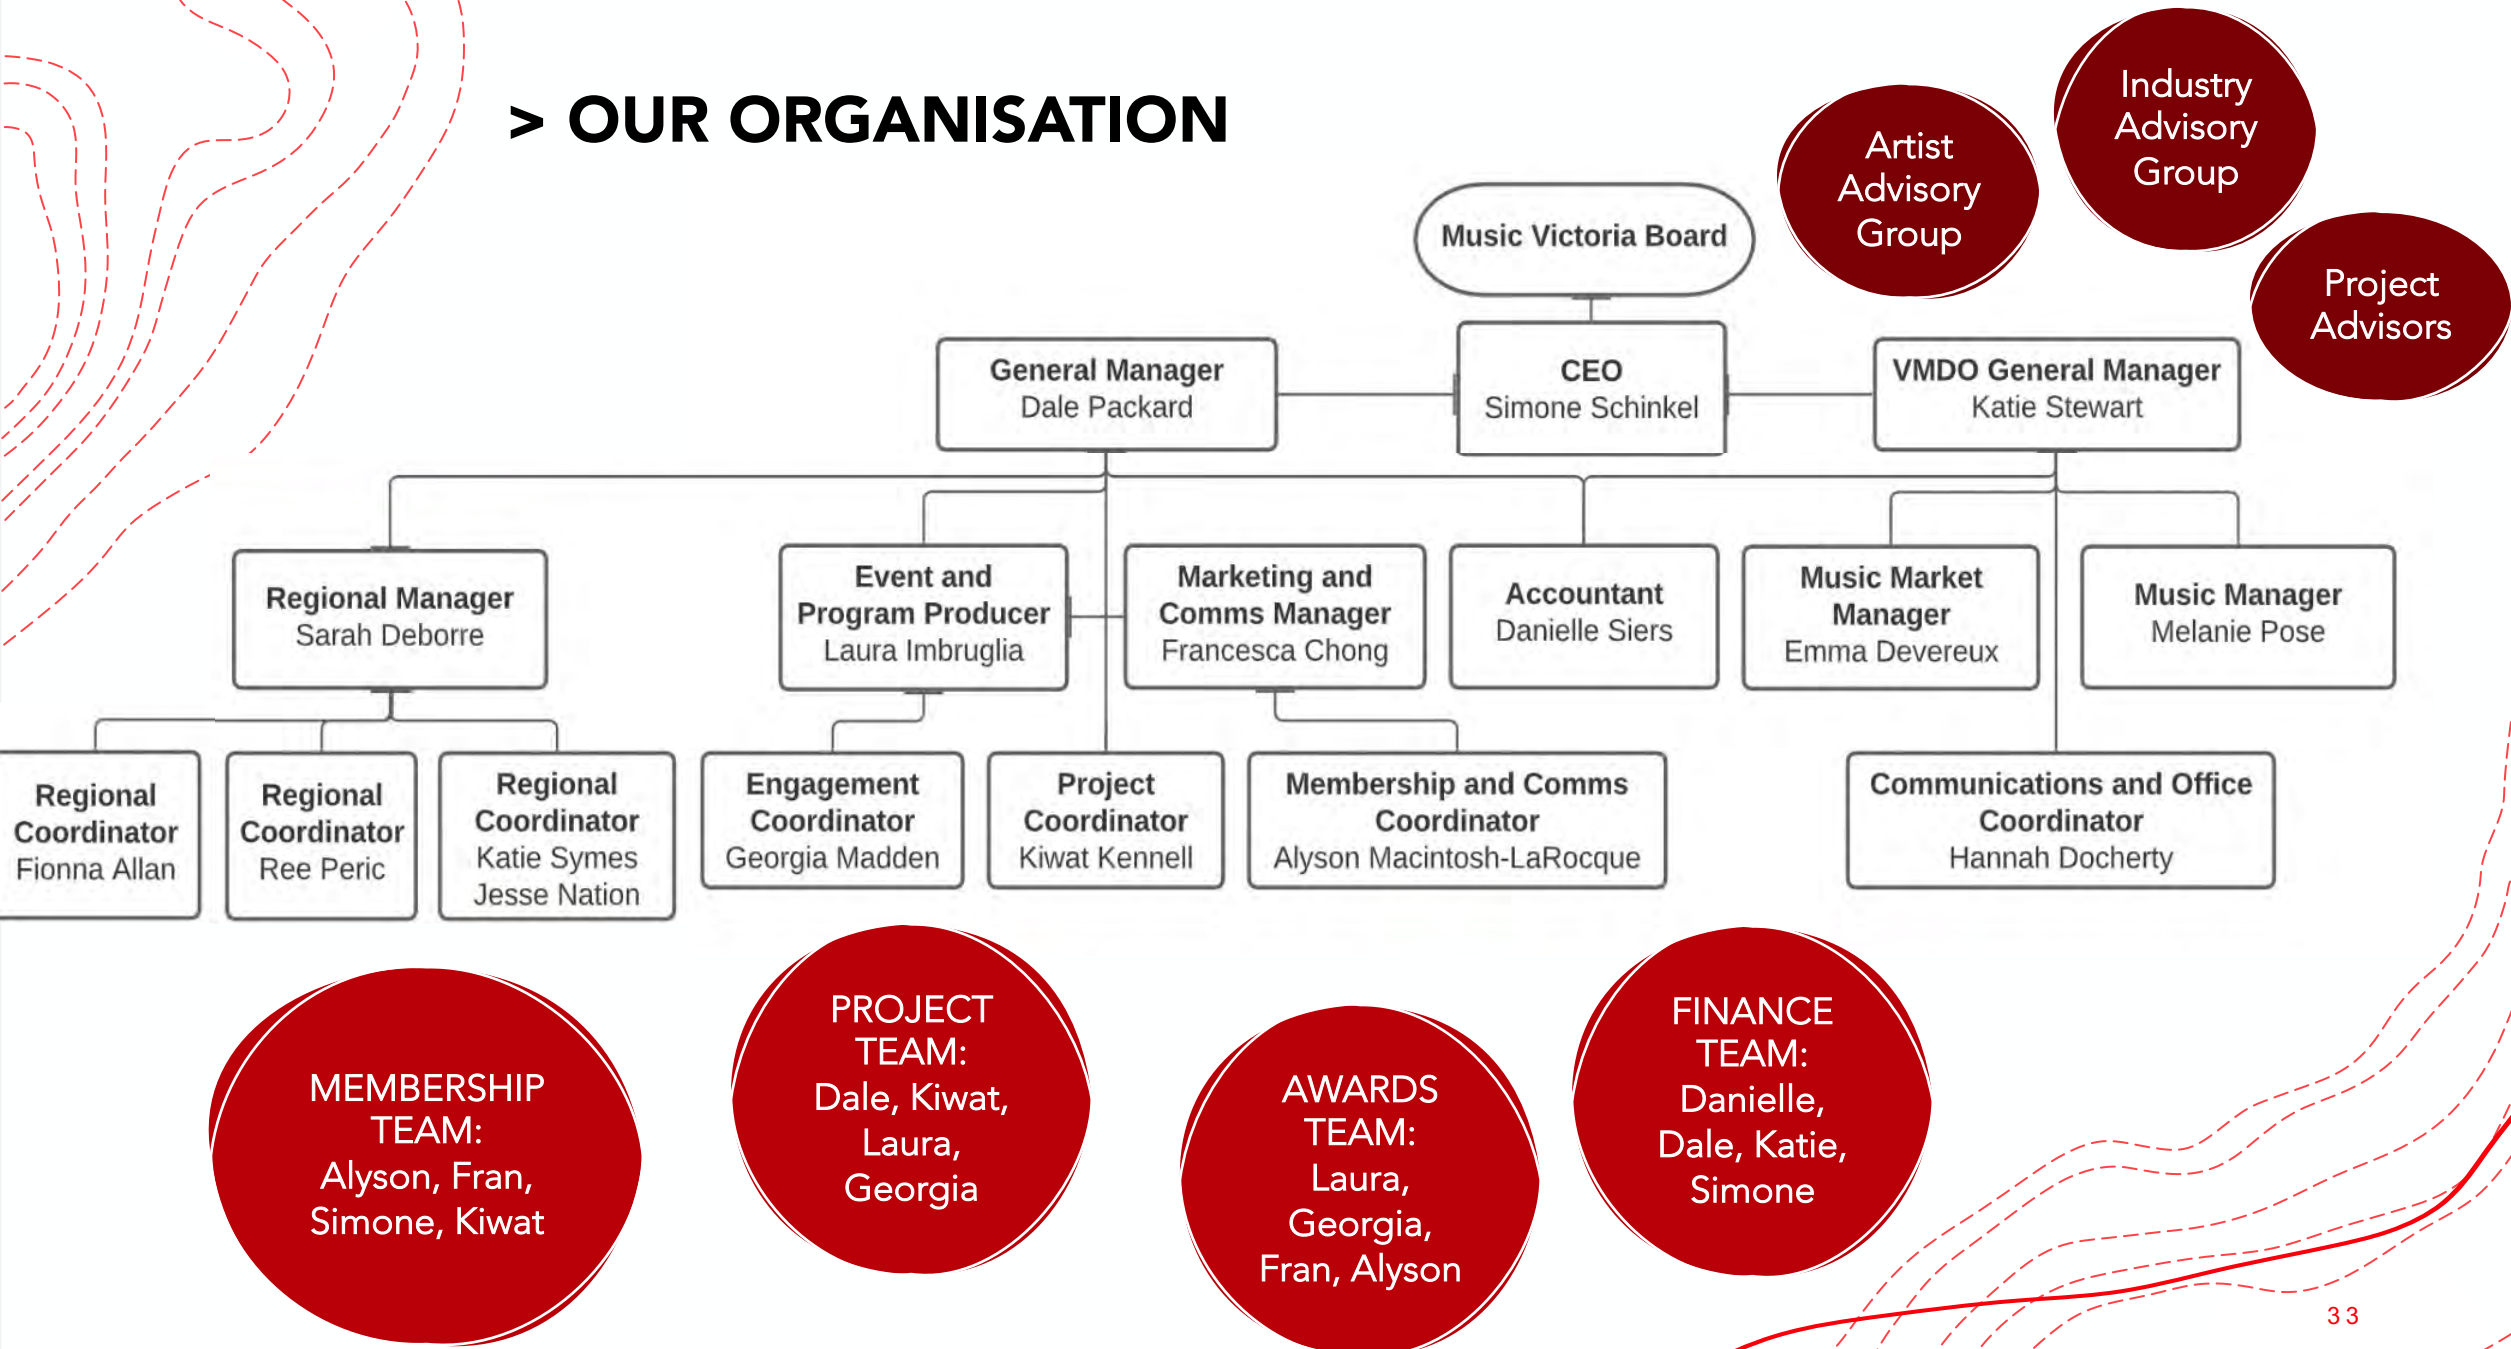 > OUR ORGANISATION
Artist
Advisory
Group
Industry
Advisory
Group
Project
Advisors
Music Victoria Board
General Manager
Dale Packard
CEO
Simone Schinkel
VMDO General Manager
Katie Stewart
Regional Manager
Sarah Deborre
Event and
Program Producer
Laura Imbruglia
Marketing and
Comms Manager
Francesca Chong
Accountant
Danielle Siers
Music Market
Manager
Emma Devereux
Music Manager
Melanie Pose
Regional
Coordinator
Fionna Allan
Regional
Coordinator
Ree Peric
Regional
Coordinator
Katie Symes
Jesse Nation
Engagement
Coordinator
Georgia Madden
Project
Coordinator
Kiwat Kennell
Membership and Comms
Coordinator
Alyson Macintosh-LaRocque
Communications and Office
Coordinator
Hannah Docherty
MEMBERSHIP
TEAM:
Alyson, Fran,
Simone, Kiwat
PROJECT
TEAM:
Dale, Kiwat,
Laura,
Georgia
AWARDS
TEAM:
Laura,
Georgia,
Fran, Alyson
FINANCE
TEAM:
Danielle,
Dale, Katie,
Simone
33